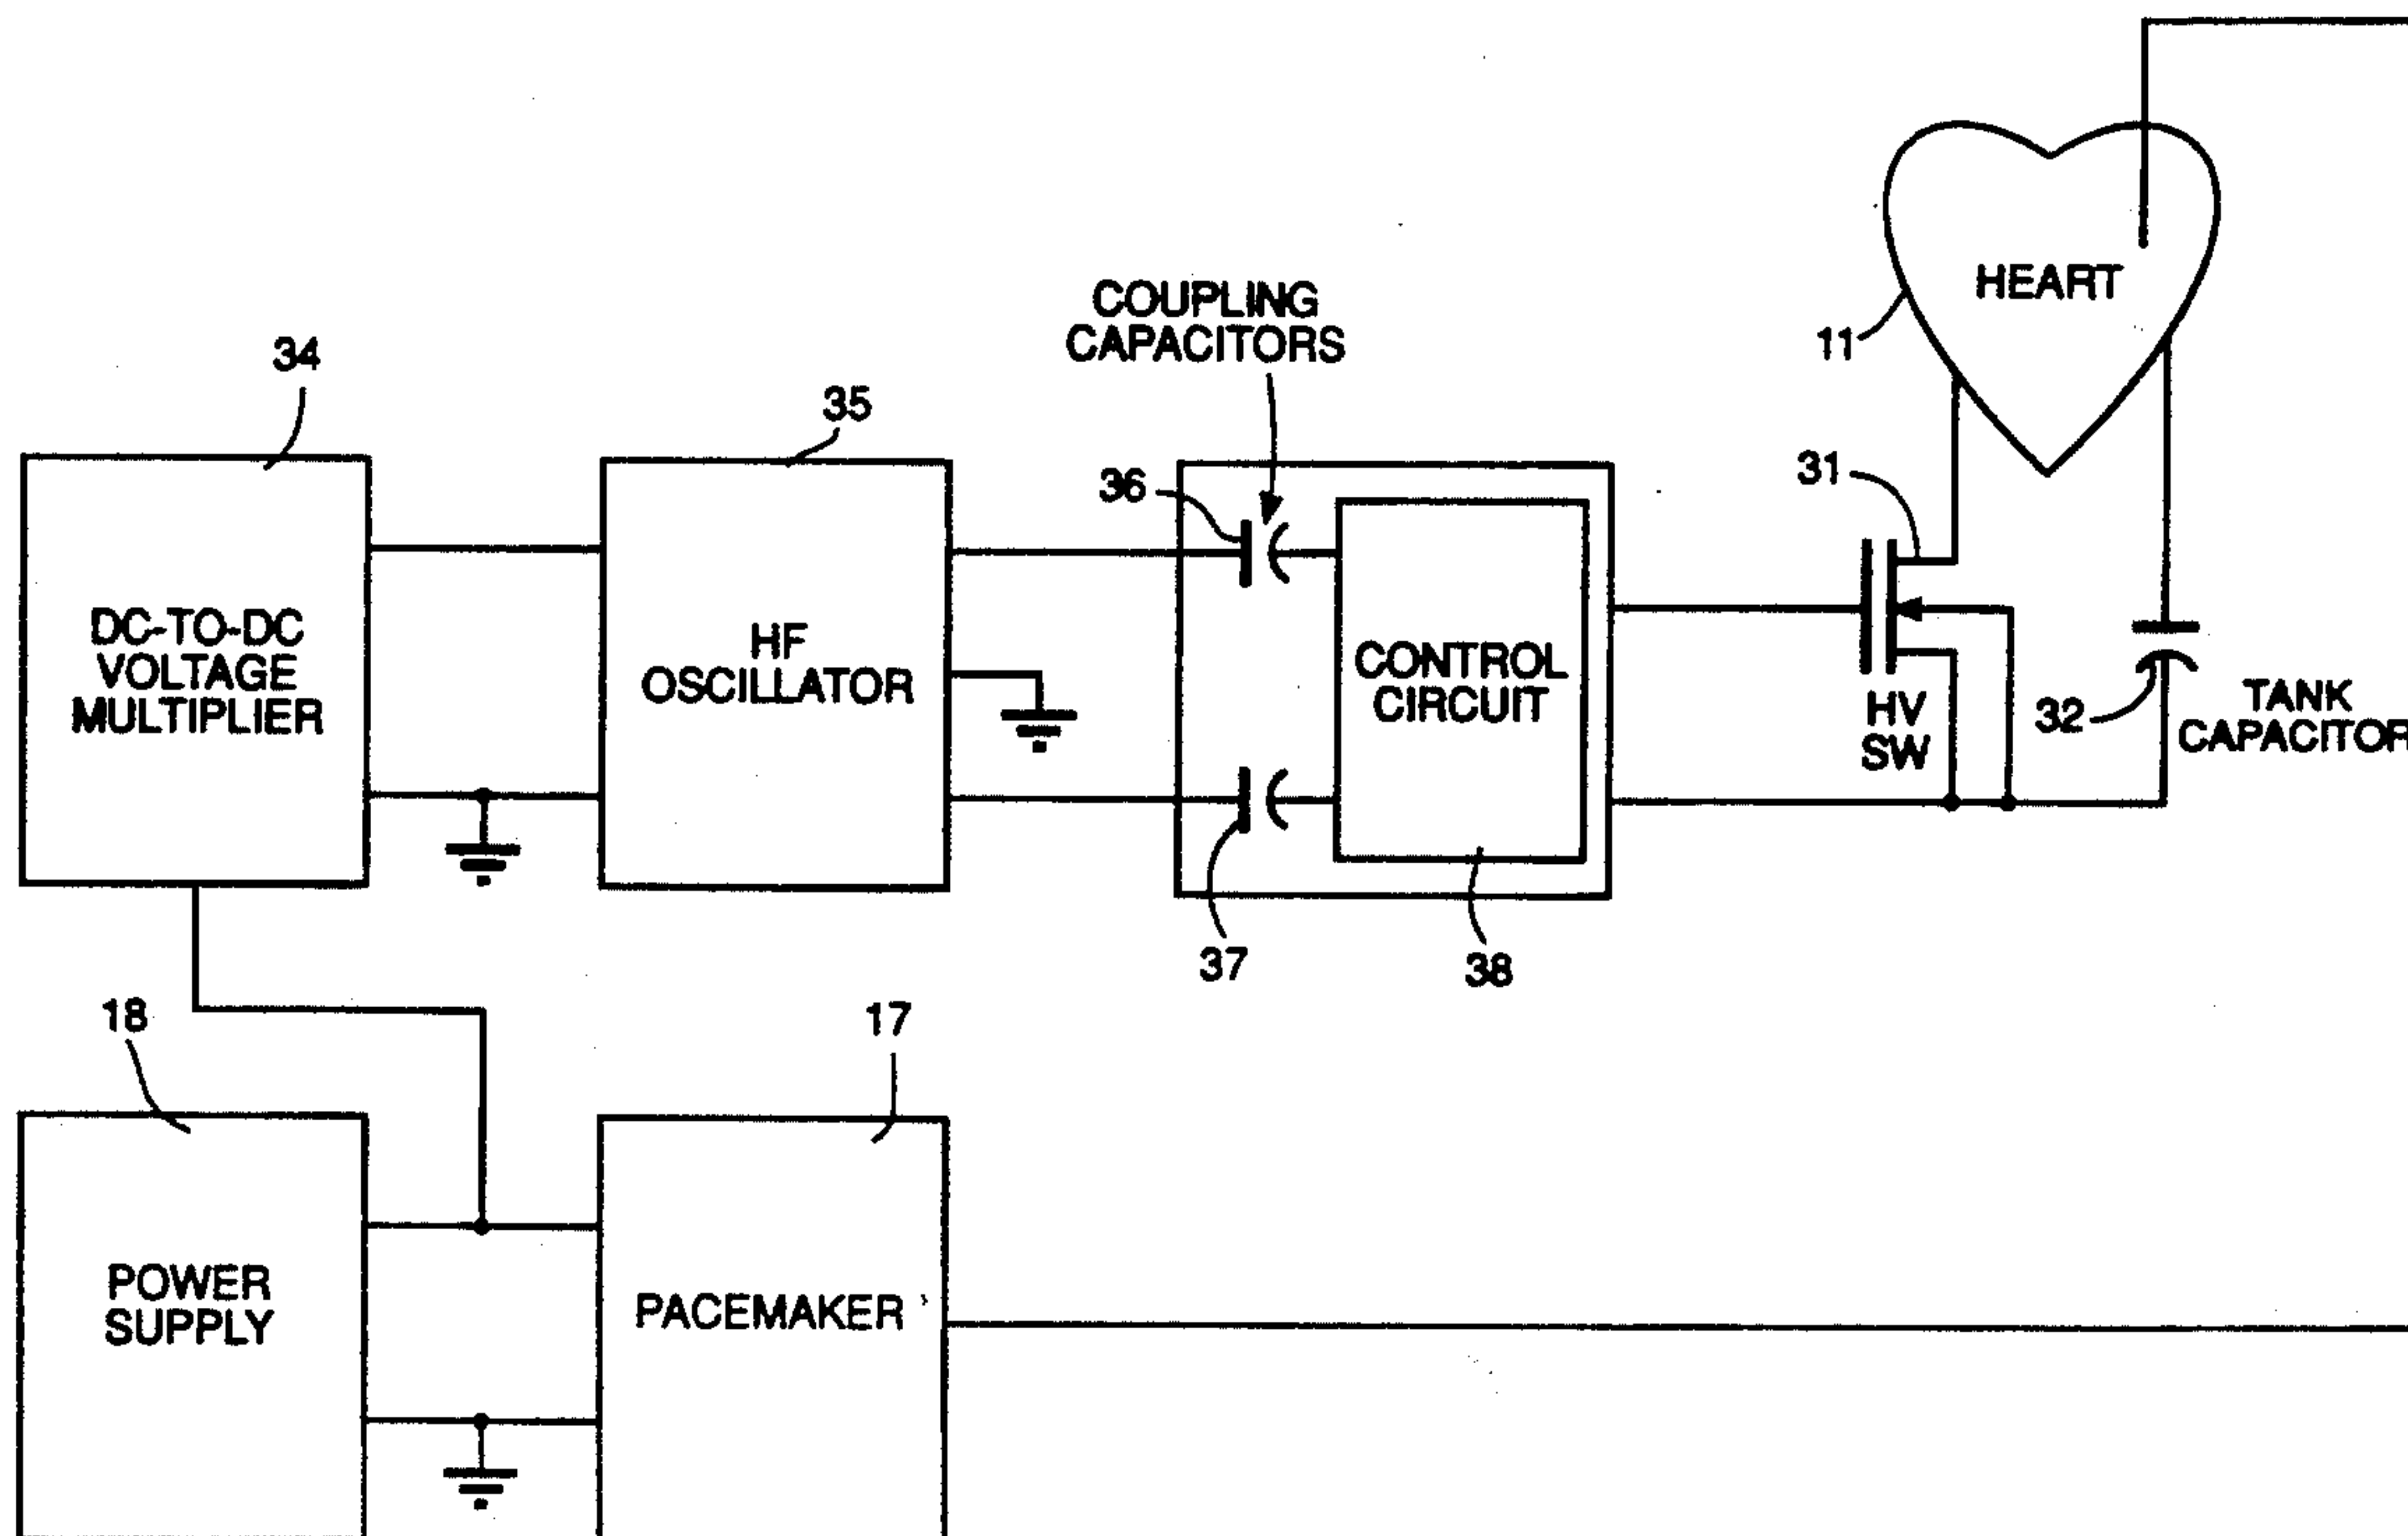 HEART
COUPLING
CAPACITORS
11
34
35
36
31
DC-TO-DC
VOLTAGE
MULTIPLIER
HF
OSCILLATOR
CONTROL
CIRCUIT
HV
SW
32
TANK
CAPACITOR
37
38
18
17
POWER
SUPPLY
PACEMAKER